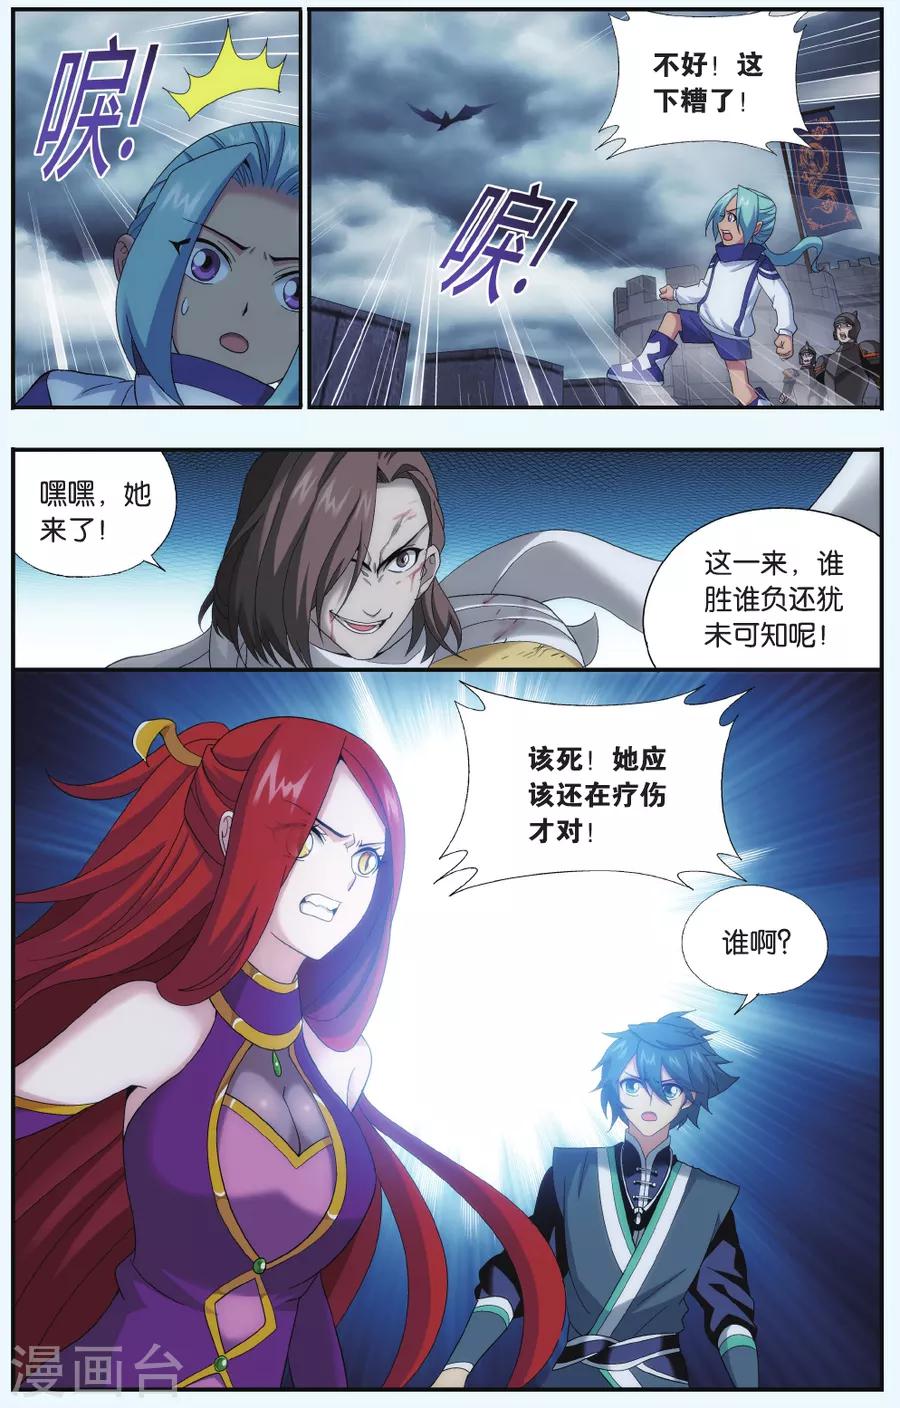 唳!
不好！这
下糟了！
唳!
嘿嘿，她
来了！
这一来，谁
胜谁负还犹
未可知呢！
该死！她应
该还在疗伤
才对！
谁啊？
漫画台